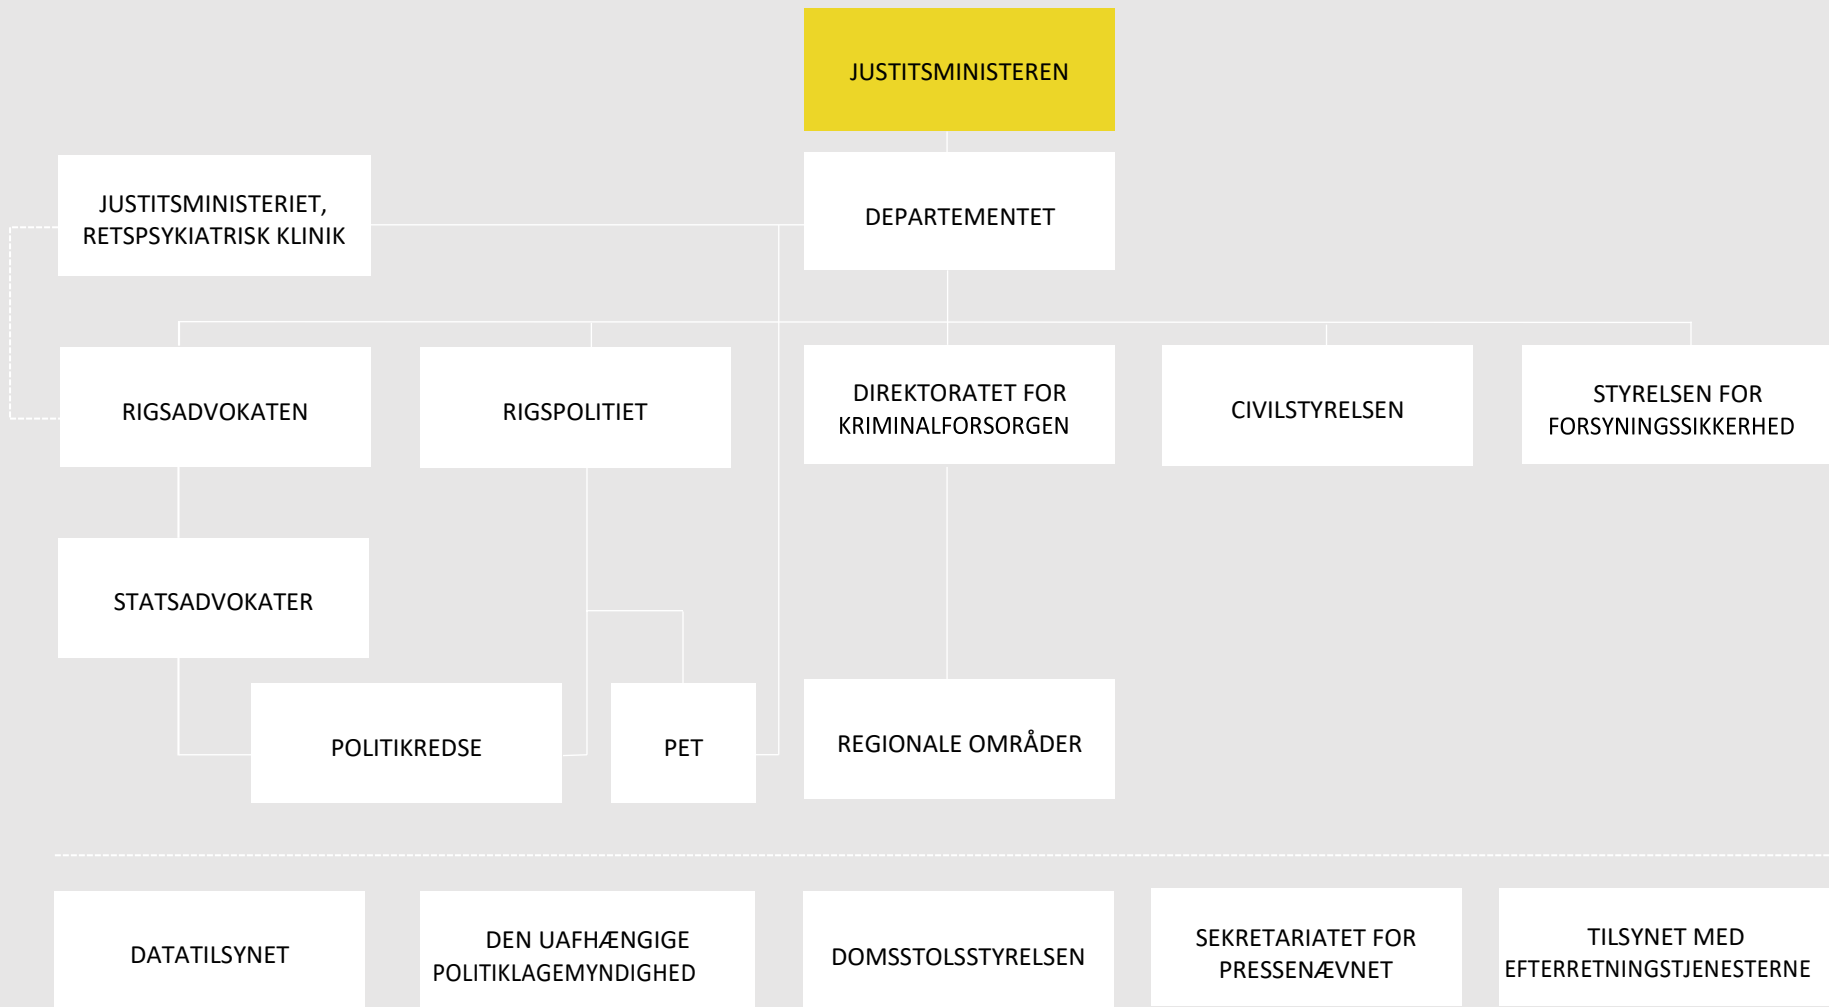 JUSTITSMINISTEREN
JUSTITSMINISTERIET,
RETSPSYKIATRISK KLINIK
DEPARTEMENTET
RIGSADVOKATEN
RIGSPOLITIET
DIREKTORATET FOR
KRIMINALFORSORGEN
CIVILSTYRELSEN
STYRELSEN FOR
FORSYNINGSSIKKERHED
STATSADVOKATER
POLITIKREDSE
PET
REGIONALE OMRÅDER
DATATILSYNET
DEN UAFHÆNGIGE
POLITIKLAGEMYNDIGHED
DOMSSTOLSSTYRELSEN
SEKRETARIATET FOR
PRESSENÆVNET
TILSYNET MED
EFTERRETNINGSTJENESTERNE